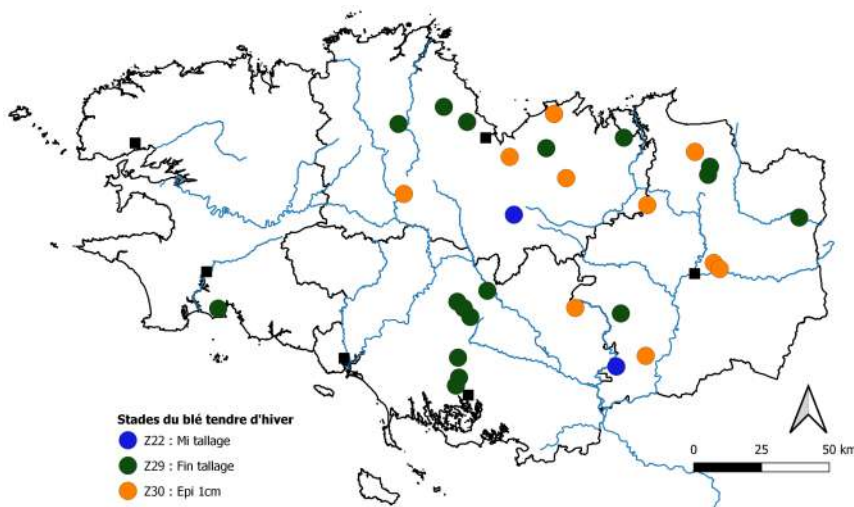 Stades du blé tendre d'hiver
Z22 : Mi tallage
Z29 : Fin tallage
Z30 : Epi 1cm
0 25 50 km